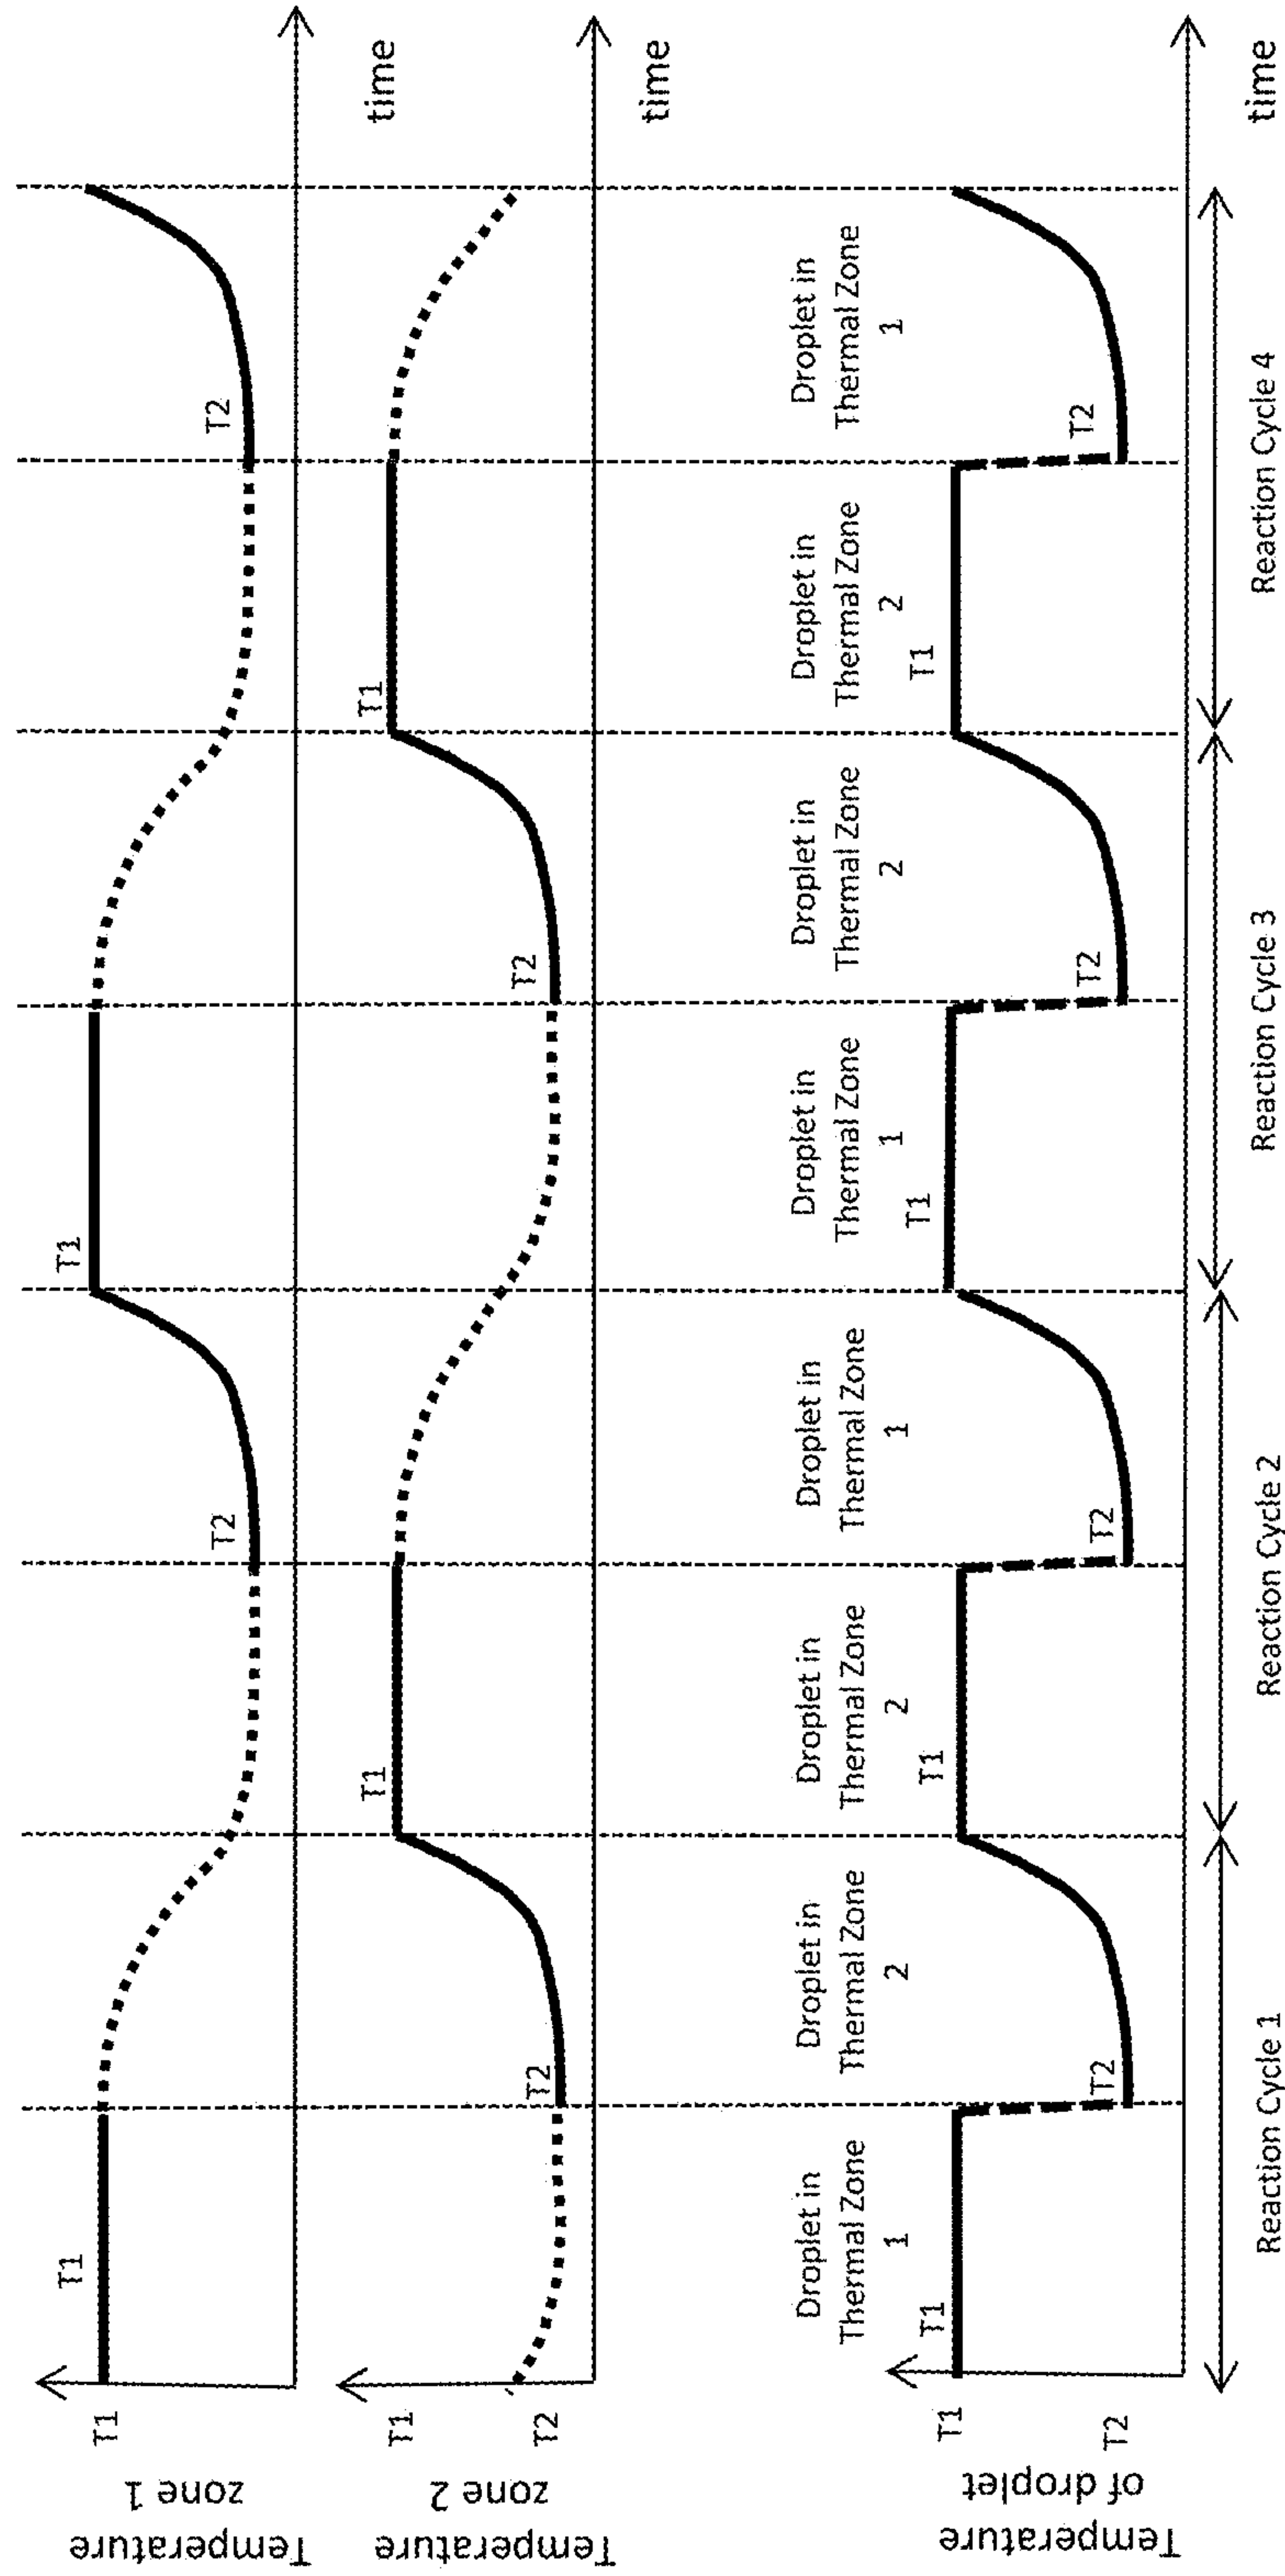 Temperature
zone 1
T1
T1
T2
T1
T2
time
Temperature
zone 2
T1
T2
T2
T1
T2
T1
time
Droplet in
Thermal Zone
1
Droplet in
Thermal Zone
2
Droplet in
Thermal Zone
2
Droplet in
Thermal Zone
1
Droplet in
Thermal Zone
1
Droplet in
Thermal Zone
2
Droplet in
Thermal Zone
2
Droplet in
Thermal Zone
1
Temperature
of droplet
T1
T2
T1
T2
T1
T2
T1
T2
T1
T2
time
Reaction Cycle 1
Reaction Cycle 2
Reaction Cycle 3
Reaction Cycle 4